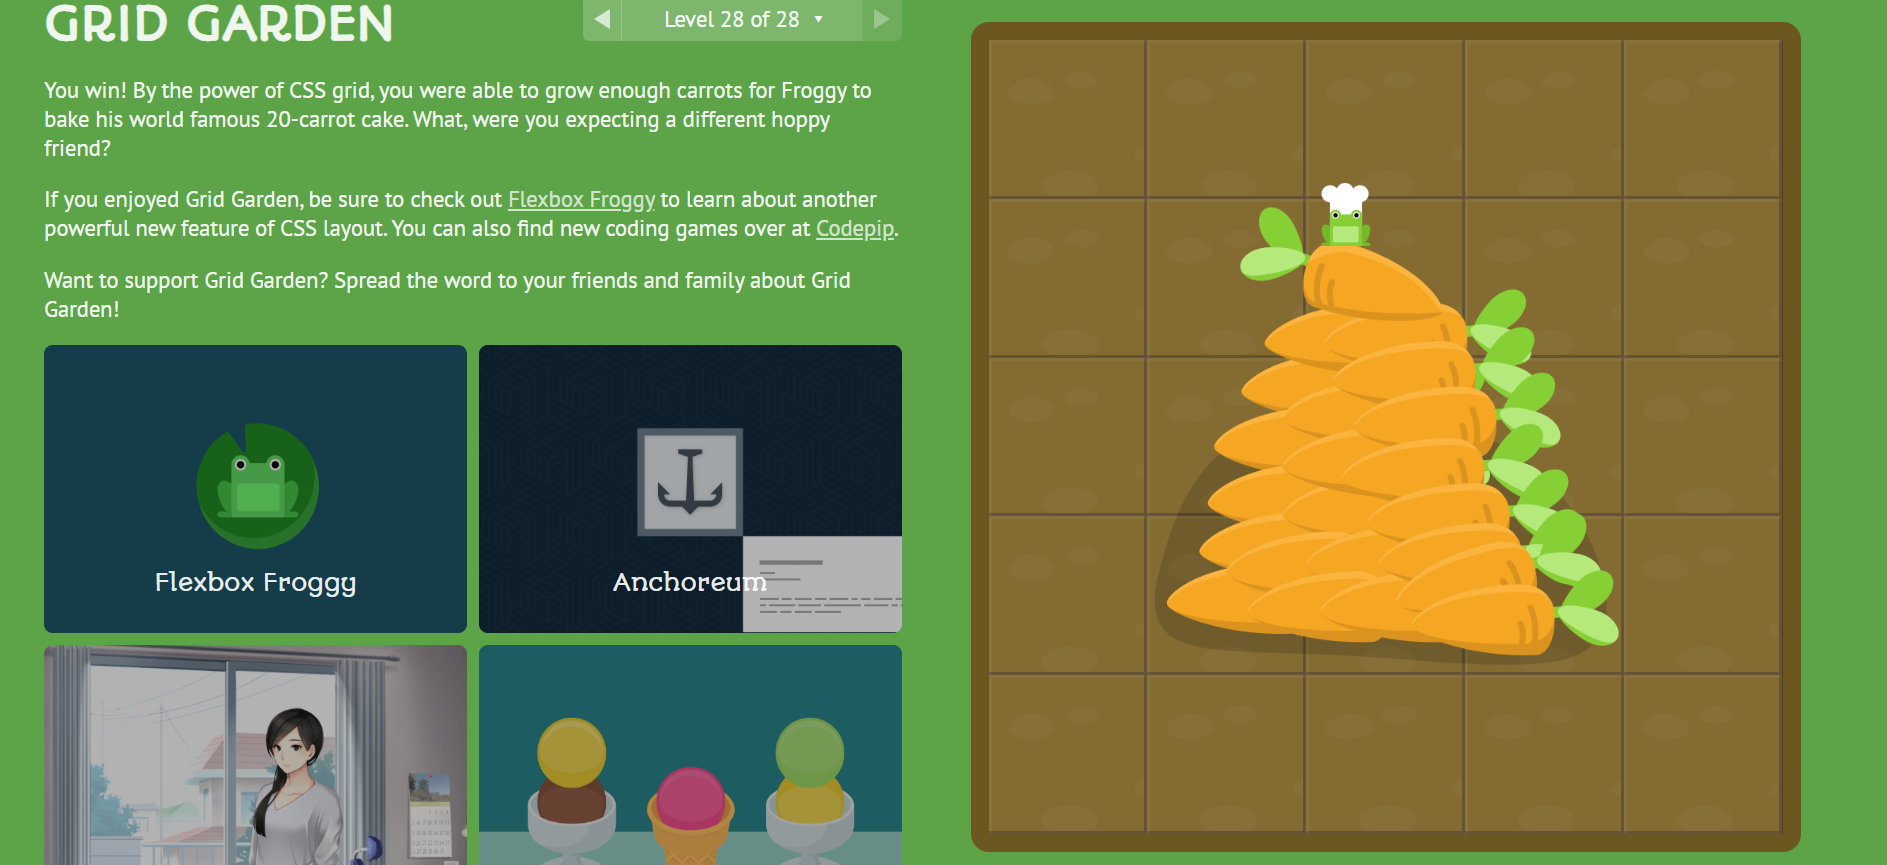 GRID GARDEN
Level 28 of 28
You win! By the power of CSS grid, you were able to grow enough carrots for Froggy to
bake his world famous 20-carrot cake. What, were you expecting a different hoppy
friend?
If you enjoyed Grid Garden, be sure to check out Flexbox Froggy to learn about another
powerful new feature of CSS layout. You can also find new coding games over at Codepip.
Want to support Grid Garden? Spread the word to your friends and family about Grid
Garden!
Flexbox Froggy
Anchoreum